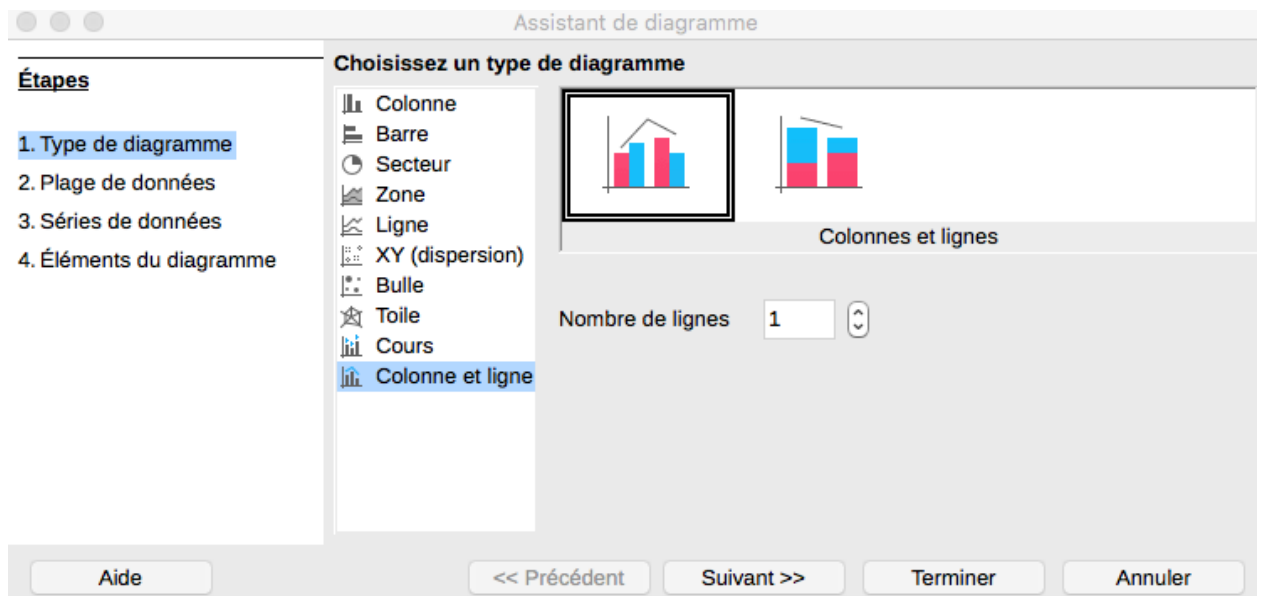 Assistant de diagramme
Étapes
1. Type de diagramme
2. Plage de données
3. Séries de données
4. Éléments du diagramme
Choisissez un type de diagramme
Colonne
Barre
Secteur
Zone
Ligne
XY (dispersion)
Bulle
Toile
Cours
Colonne et ligne
Colonnes et lignes
Nombre de lignes 1
Aide << Précédent Suivant >> Terminer Annuler